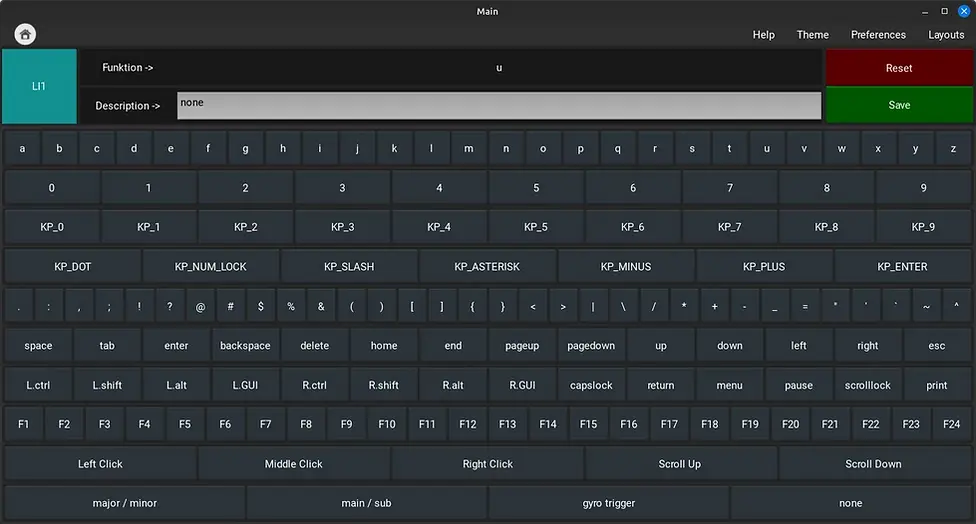 Main
Help Theme Preferences Layouts
LI1
Funktion -> u
Reset
Description -> none
Save
a b c d e f g h i j k l m n o p q r s t u v w x y z
0 1 2 3 4 5 6 7 8 9
KP_0 KP_1 KP_2 KP_3 KP_4 KP_5 KP_6 KP_7 KP_8 KP_9
KP_DOT KP_NUM_LOCK KP_SLASH KP_ASTERISK KP_MINUS KP_PLUS KP_ENTER
. : , ; ! ? @ # $ % & ( ) [ ] { } < > | \ / * + - _ = " ' ` ~ ^
space tab enter backspace delete home end pageup pagedown up down left right esc
L.ctrl L.shift L.alt L.GUI R.ctrl R.shift R.alt R.GUI capslock return menu pause scrolllock print
F1 F2 F3 F4 F5 F6 F7 F8 F9 F10 F11 F12 F13 F14 F15 F16 F17 F18 F19 F20 F21 F22 F23 F24
Left Click Middle Click Right Click Scroll Up Scroll Down
major / minor main / sub gyro trigger none